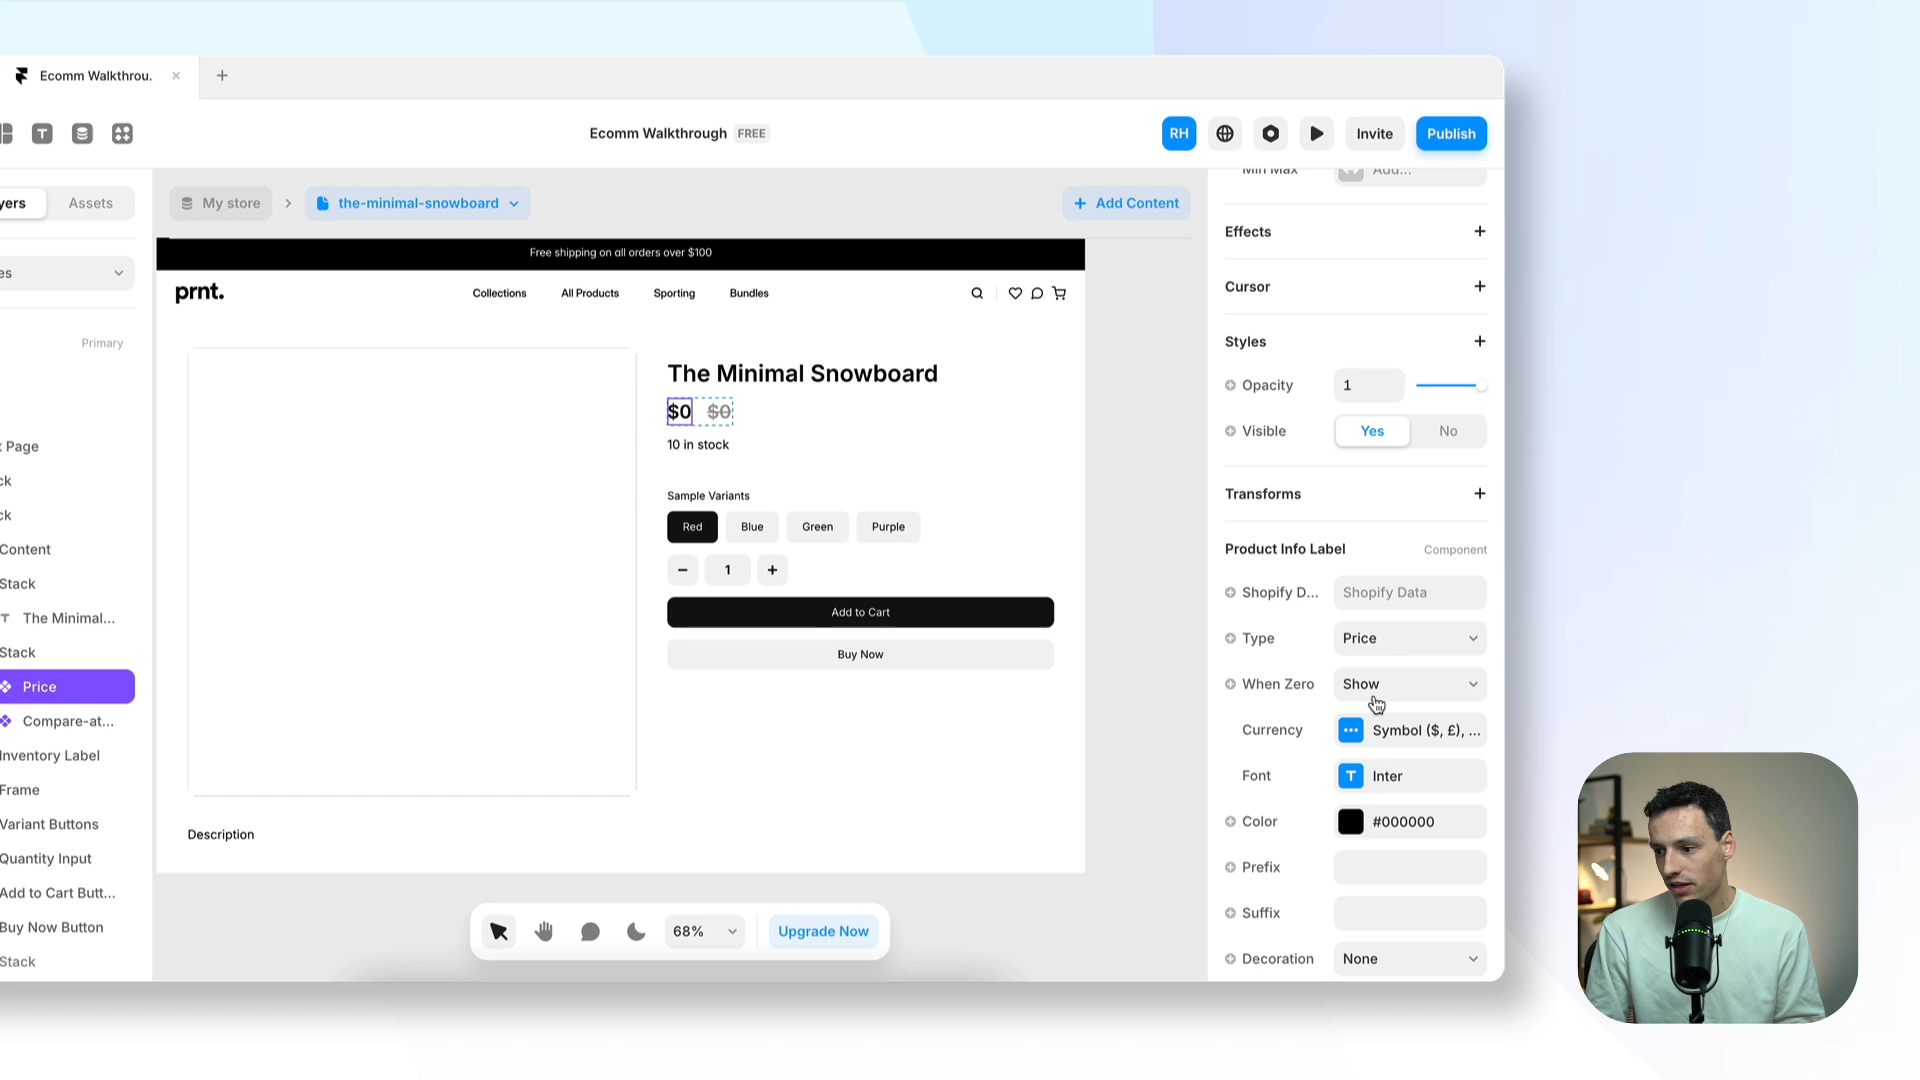 Ecomm Walkthrou.
Ecomm Walkthrough FREE
RH
Invite
Publish
yers
Assets
My store
the-minimal-snowboard
Add Content
es
Primary
t Page
ck
ck
Content
Stack
The Minimal...
Stack
Price
Compare-at...
Inventory Label
Frame
Variant Buttons
Quantity Input
Add to Cart Butt...
Buy Now Button
Stack
Free shipping on all orders over $100
prnt.
Collections
All Products
Sporting
Bundles
The Minimal Snowboard
$0 $0
10 in stock
Sample Variants
Red
Blue
Green
Purple
1
Add to Cart
Buy Now
Description
68%
Upgrade Now
Min Max
Add...
Effects
Cursor
Styles
Opacity
1
Visible
Yes
No
Transforms
Product Info Label
Component
Shopify D...
Shopify Data
Type
Price
When Zero
Show
Currency
Symbol ($, £), ...
Font
Inter
Color
#000000
Prefix
Suffix
Decoration
None